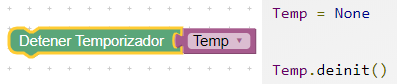 Temp = None
Detener Temporizador Temp
Temp.deinit()